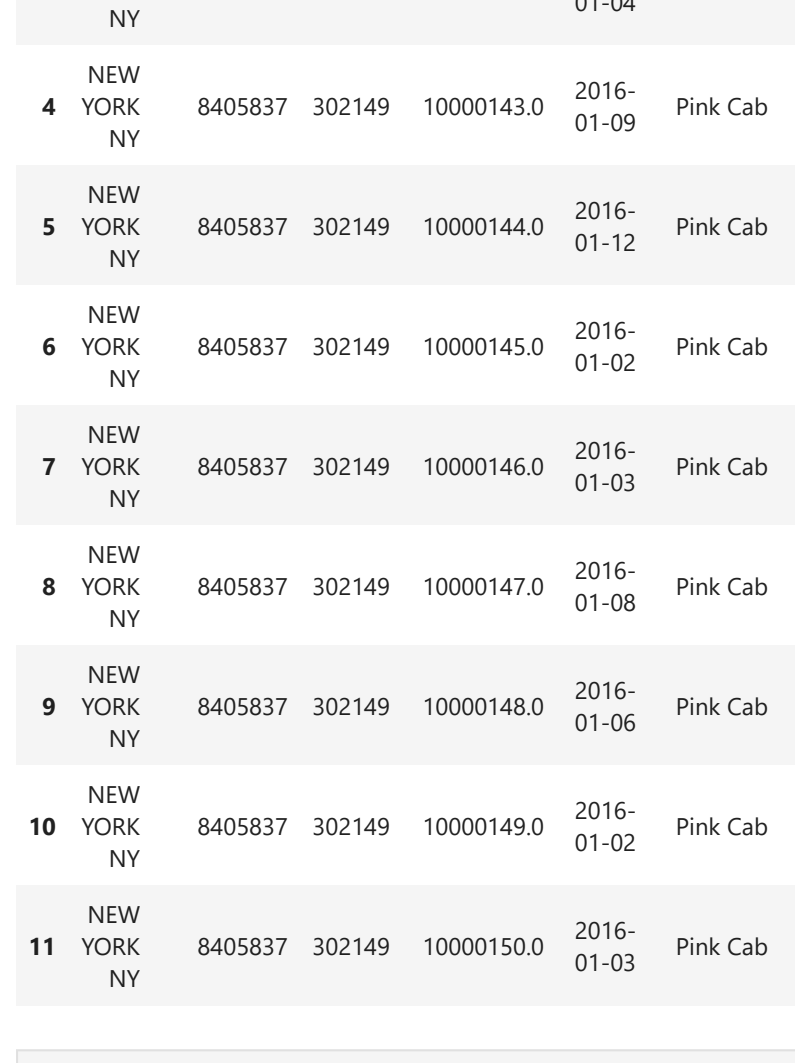 01-04
NY
4 NEW YORK NY 8405837 302149 10000143.0 2016-01-09 Pink Cab
5 NEW YORK NY 8405837 302149 10000144.0 2016-01-12 Pink Cab
6 NEW YORK NY 8405837 302149 10000145.0 2016-01-02 Pink Cab
7 NEW YORK NY 8405837 302149 10000146.0 2016-01-03 Pink Cab
8 NEW YORK NY 8405837 302149 10000147.0 2016-01-08 Pink Cab
9 NEW YORK NY 8405837 302149 10000148.0 2016-01-06 Pink Cab
10 NEW YORK NY 8405837 302149 10000149.0 2016-01-02 Pink Cab
11 NEW YORK NY 8405837 302149 10000150.0 2016-01-03 Pink Cab